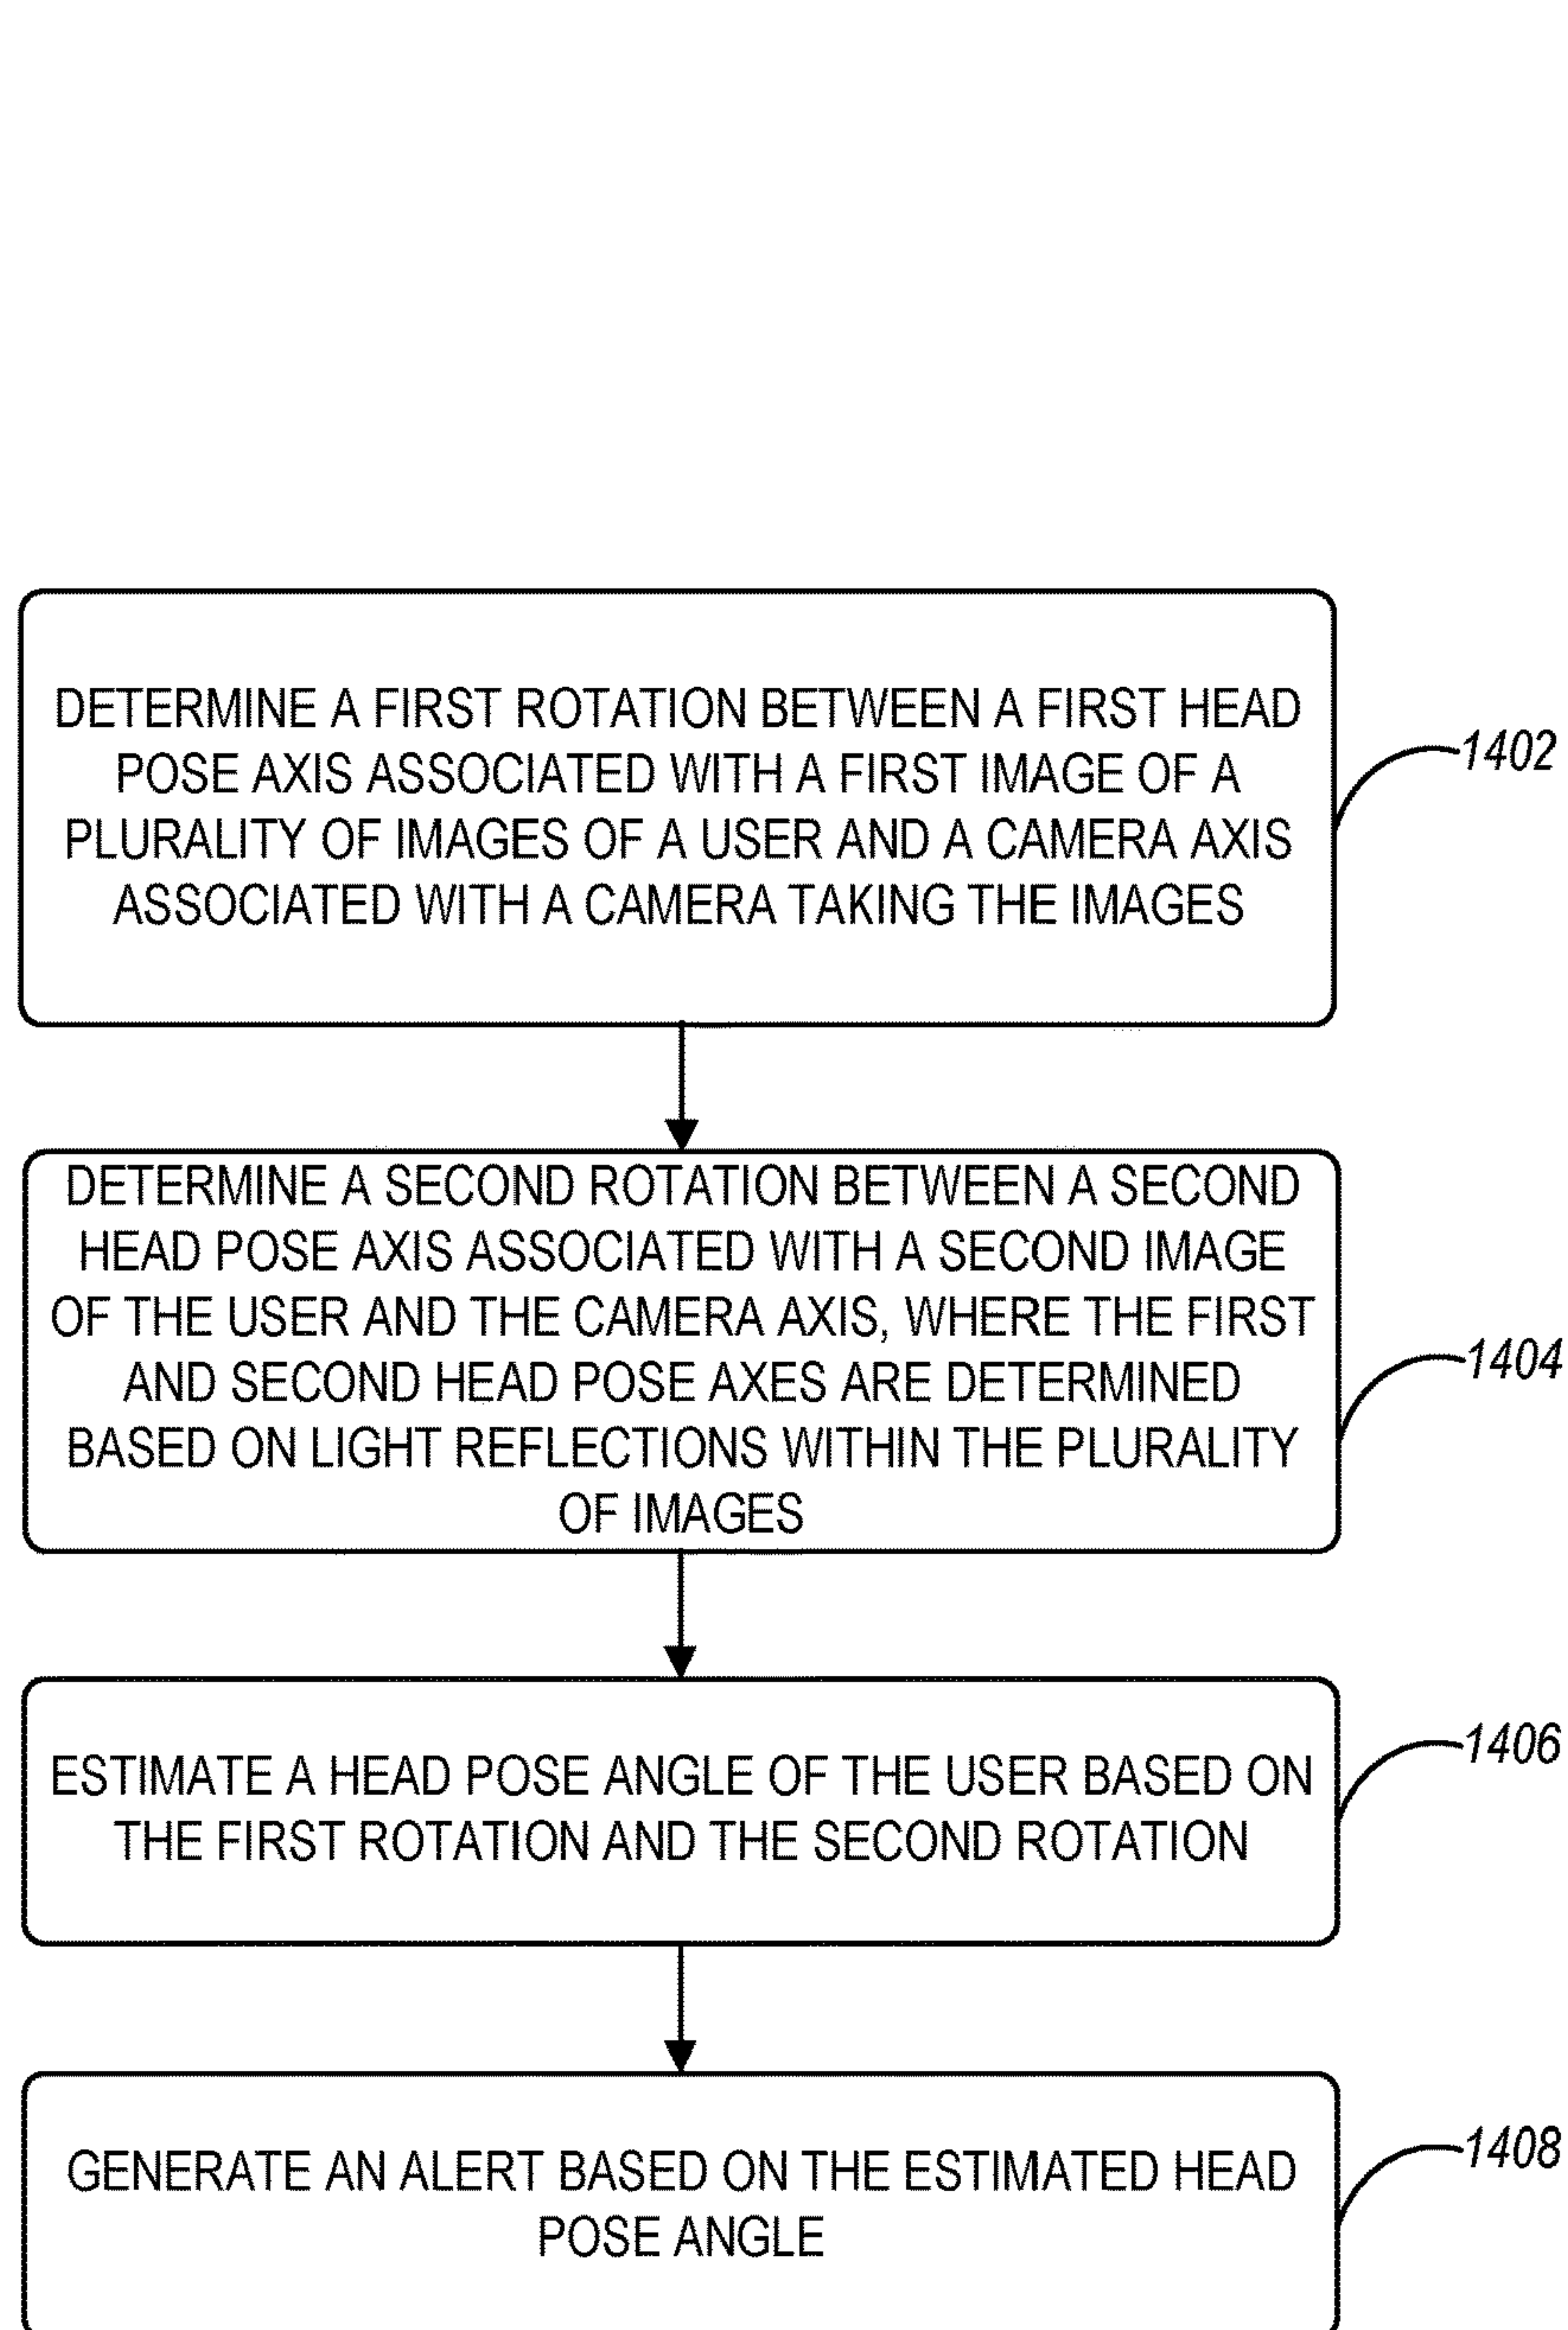 DETERMINE A FIRST ROTATION BETWEEN A FIRST HEAD
POSE AXIS ASSOCIATED WITH A FIRST IMAGE OF A
PLURALITY OF IMAGES OF A USER AND A CAMERA AXIS
ASSOCIATED WITH A CAMERA TAKING THE IMAGES
1402
DETERMINE A SECOND ROTATION BETWEEN A SECOND
HEAD POSE AXIS ASSOCIATED WITH A SECOND IMAGE
OF THE USER AND THE CAMERA AXIS, WHERE THE FIRST
AND SECOND HEAD POSE AXES ARE DETERMINED
BASED ON LIGHT REFLECTIONS WITHIN THE PLURALITY
OF IMAGES
1404
ESTIMATE A HEAD POSE ANGLE OF THE USER BASED ON
THE FIRST ROTATION AND THE SECOND ROTATION
1406
GENERATE AN ALERT BASED ON THE ESTIMATED HEAD
POSE ANGLE
1408